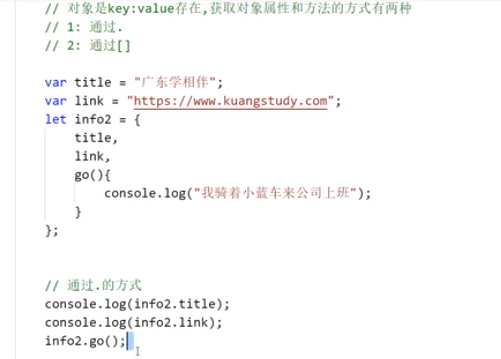 // 对象是key:value存在,获取对象属性和方法的方式有两种
// 1: 通过.
// 2: 通过[]
var title = "广东学相伴";
var link = "https://www.kuangstudy.com";
let info2 = {
title,
link,
go(){
console.log("我骑着小蓝车来公司上班");
}
};
// 通过.的方式
console.log(info2.title);
console.log(info2.link);
info2.go();